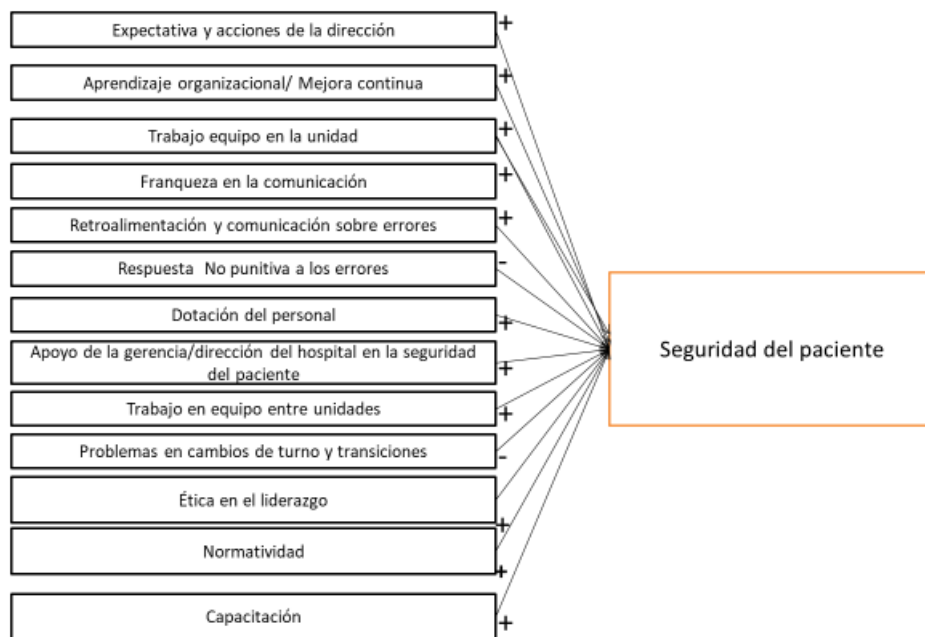 Expectativa y acciones de la dirección
+
Aprendizaje organizacional/ Mejora continua
+
Trabajo equipo en la unidad
+
Franqueza en la comunicación
+
Retroalimentación y comunicación sobre errores
+
Respuesta No punitiva a los errores
-
Dotación del personal
+
Apoyo de la gerencia/dirección del hospital en la seguridad
del paciente
+
Trabajo en equipo entre unidades
+
Problemas en cambios de turno y transiciones
-
Ética en el liderazgo
+
Normatividad
+
Capacitación
+
Seguridad del paciente